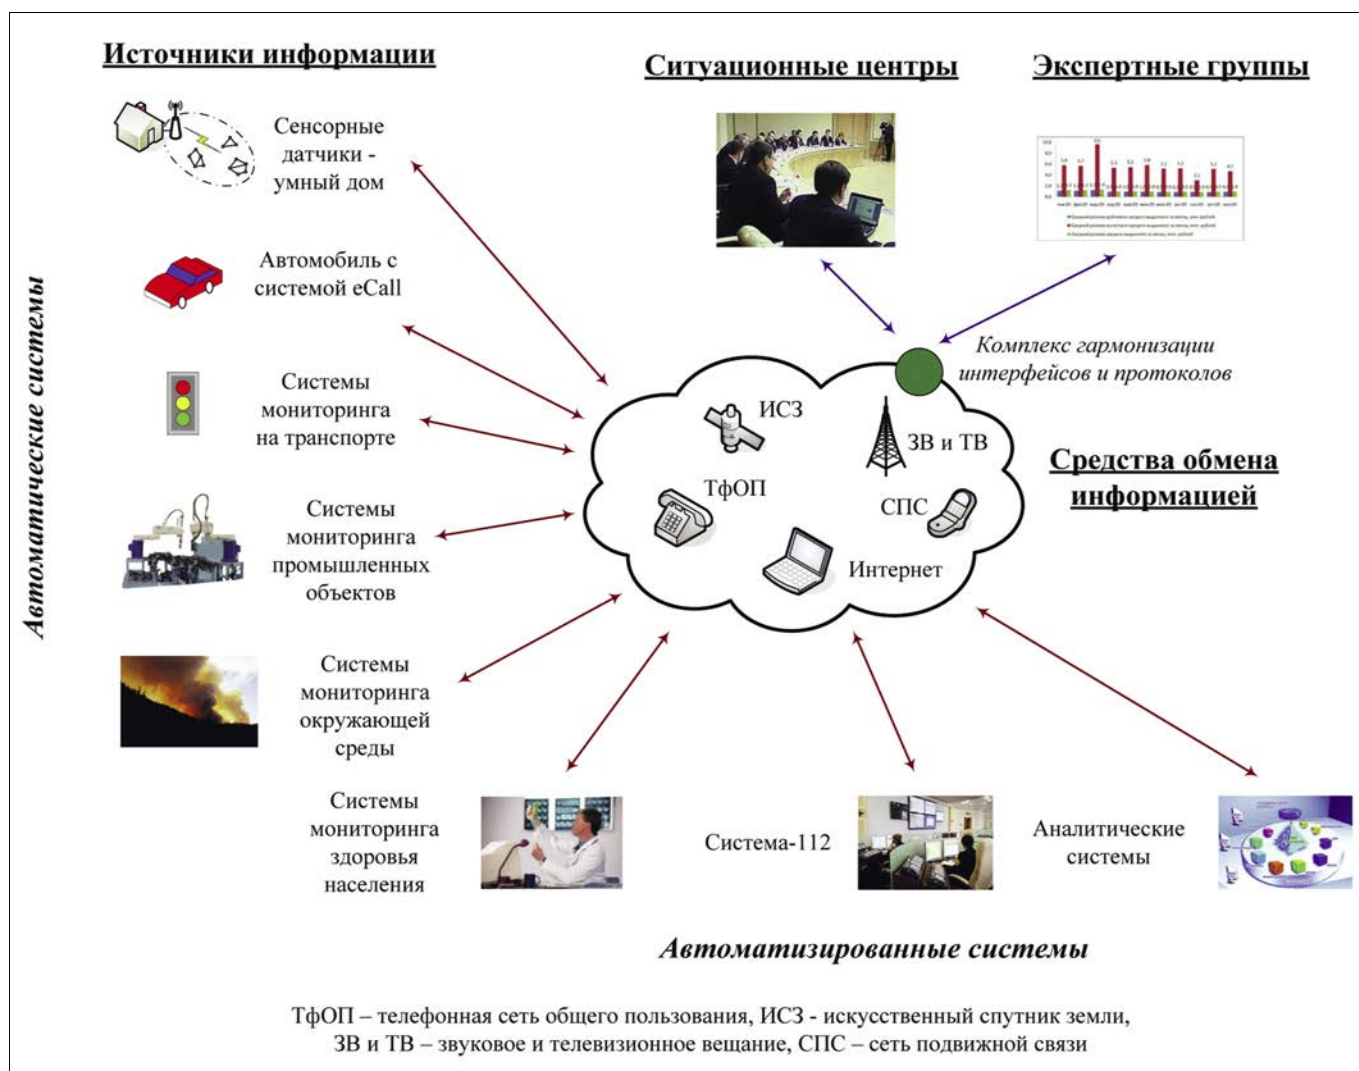 Источники информации
Ситуационные центры
Экспертные группы
Сенсорные
датчики -
умный дом
Автомобиль с
системой eCall
Системы
мониторинга
на транспорте
Системы
мониторинга
промышленных
объектов
Системы
мониторинга
окружающей
среды
Системы
мониторинга
здоровья
населения
Автоматические системы
Комплекс гармонизации
интерфейсов и протоколов
ИСЗ
ЗВ и ТВ
ТфОП
СПС
Интернет
Средства обмена
информацией
Система-112
Аналитические
системы
Автоматизированные системы
ТфОП – телефонная сеть общего пользования, ИСЗ - искусственный спутник земли,
ЗВ и ТВ – звуковое и телевизионное вещание, СПС – сеть подвижной связи